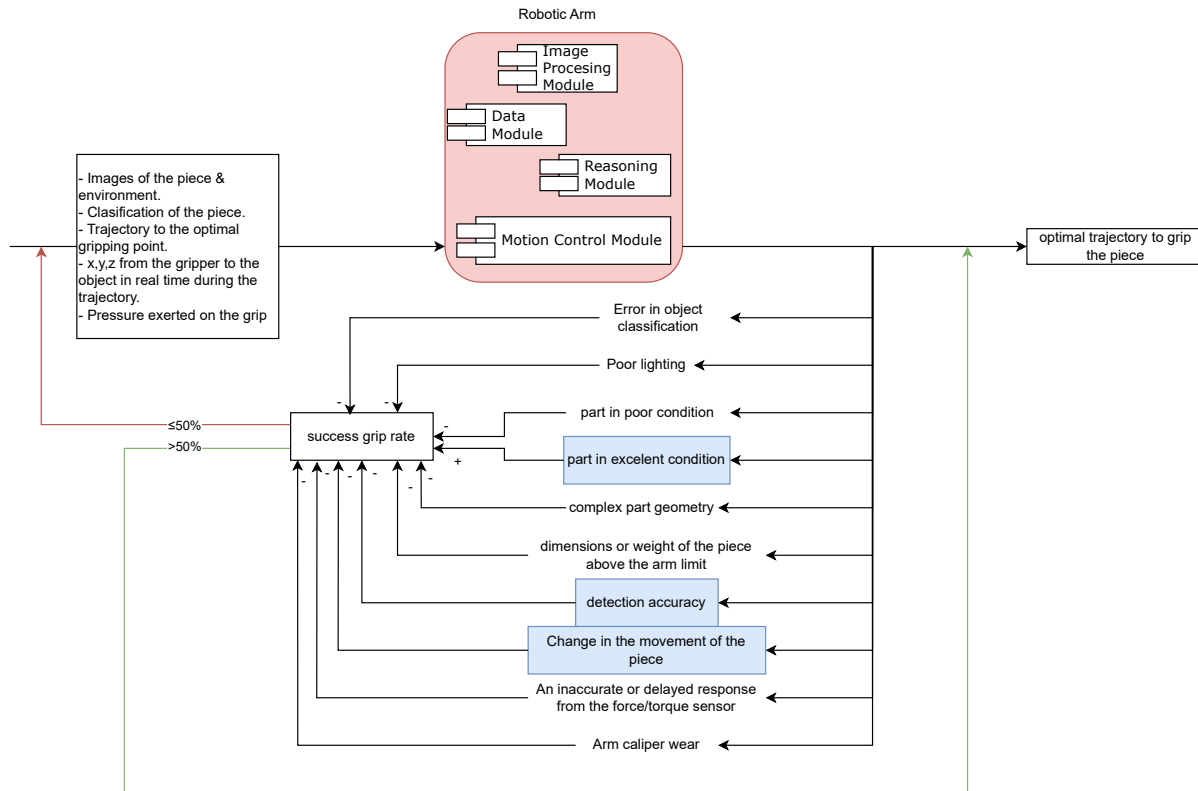 Robotic Arm
Image
Procesing
Module
Data
Module
Reasoning
Module
Motion Control Module
- Images of the piece &
environment.
- Clasification of the piece.
- Trajectory to the optimal
gripping point.
- x,y,z from the gripper to the
object in real time during the
trajectory.
- Pressure exerted on the grip
optimal trajectory to grip
the piece
Error in object
classification
Poor lighting
-
-
part in poor condition
-
≤50%
success grip rate
>50%
part in excelent condition
+
-
-
-
-
-
-
complex part geometry
dimensions or weight of the piece
above the arm limit
detection accuracy
Change in the movement of the
piece
An inaccurate or delayed response
from the force/torque sensor
Arm caliper wear